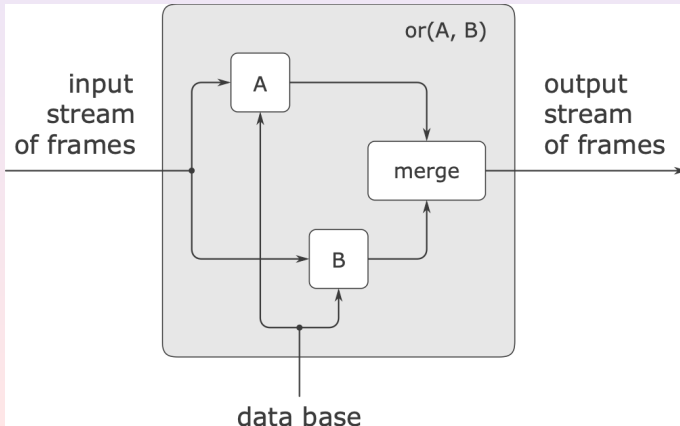 or(A, B)
input
stream
of frames
A
output
stream
of frames
merge
B
data base